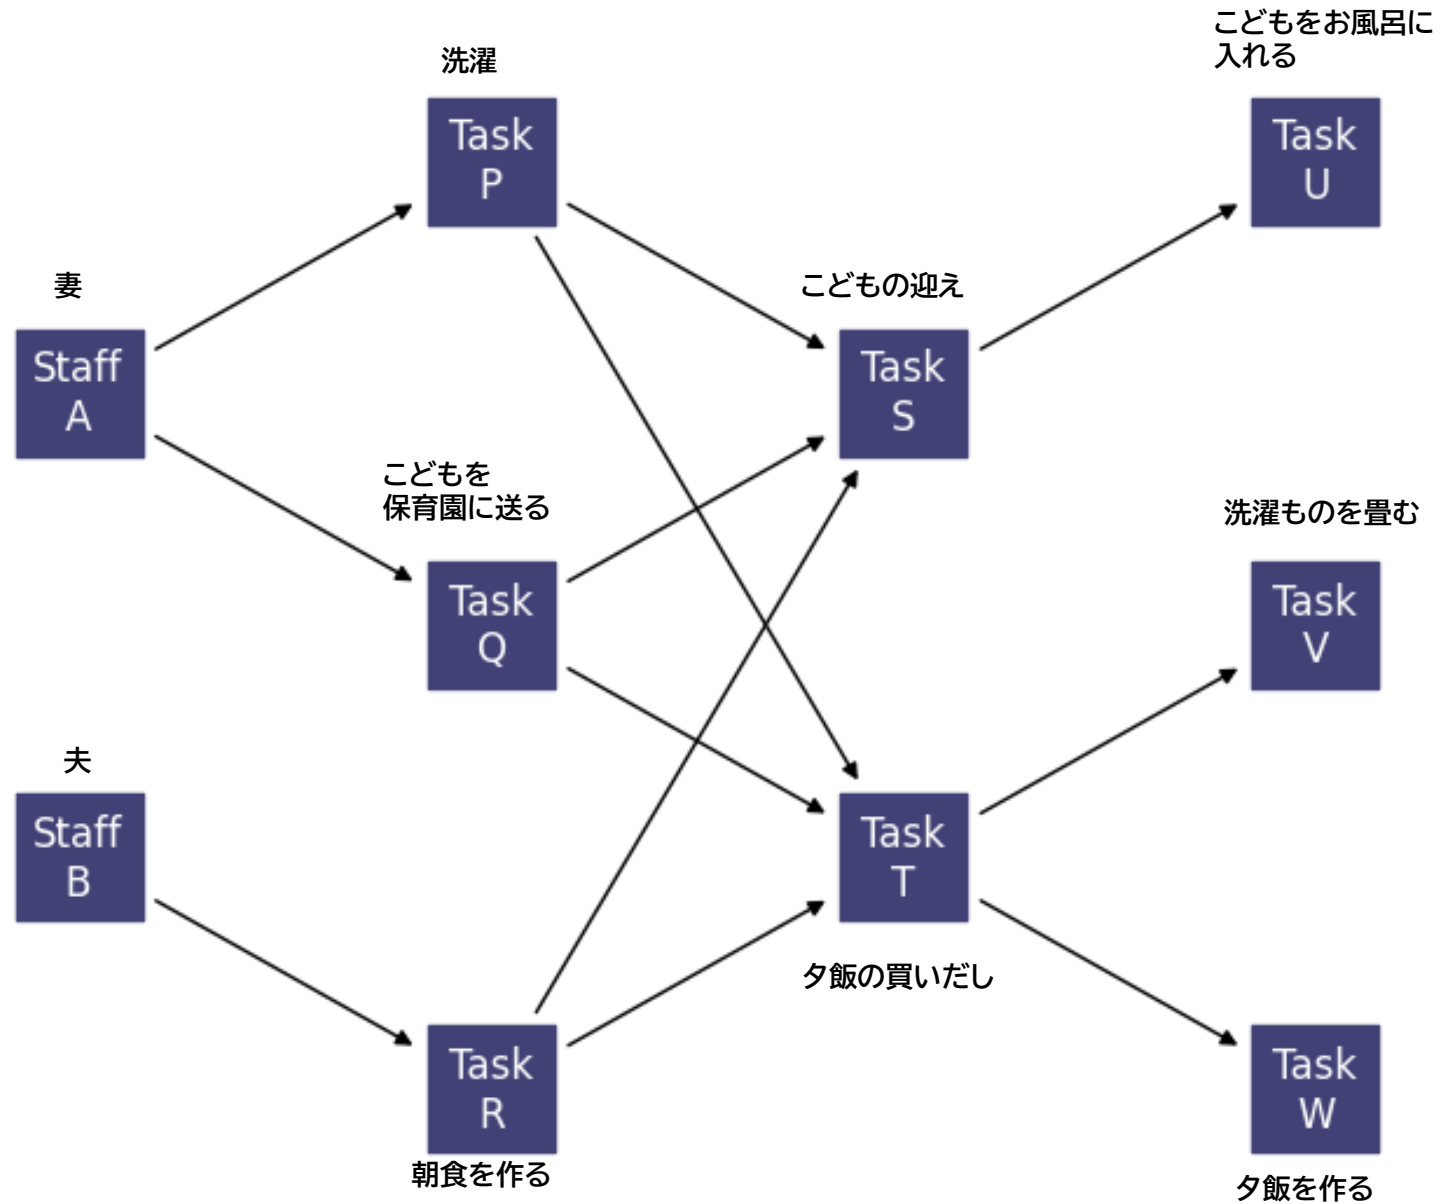 こどもをお風呂に
入れる
洗濯
Task
P
Task
U
妻
こどもの迎え
Staff
A
Task
S
こどもを
保育園に送る
洗濯ものを畳む
Task
Q
Task
V
夫
Staff
B
Task
T
夕飯の買いだし
Task
R
朝食を作る
Task
W
夕飯を作る